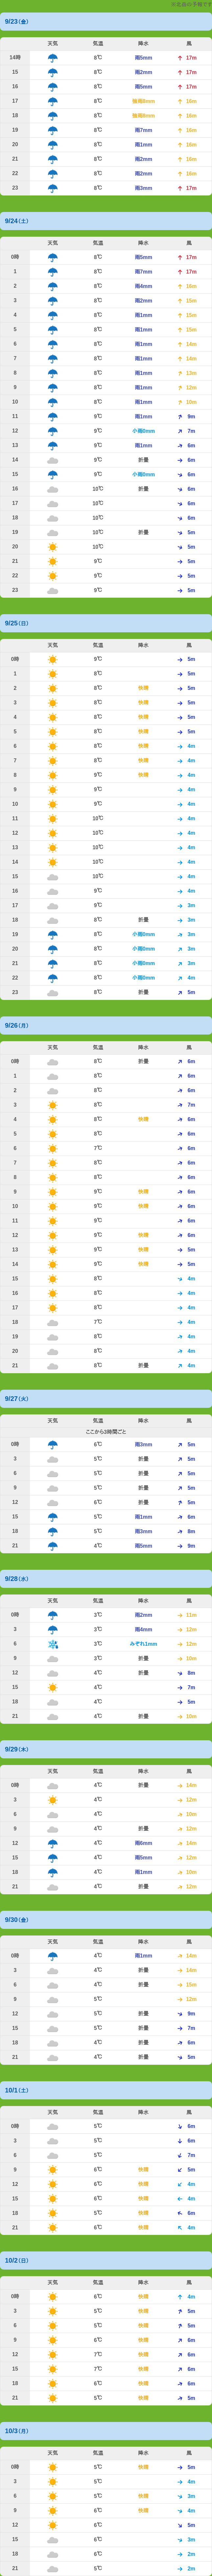 9/23(金)
天気 気温 降水 風
14時 8℃ 雨5mm 17m
15 8℃ 雨2mm 17m
16 8℃ 雨5mm 17m
17 8℃ 強雨8mm 16m
18 8℃ 強雨8mm 16m
19 8℃ 雨7mm 16m
20 8℃ 雨1mm 16m
21 8℃ 雨2mm 16m
22 8℃ 雨2mm 16m
23 8℃ 雨3mm 17m
9/24(土)
天気 気温 降水 風
0時 8℃ 雨5mm 17m
1 8℃ 雨7mm 17m
2 8℃ 雨4mm 16m
3 8℃ 雨2mm 15m
4 8℃ 雨1mm 15m
5 8℃ 雨1mm 15m
6 8℃ 雨1mm 14m
7 8℃ 雨1mm 14m
8 8℃ 雨1mm 13m
9 8℃ 雨1mm 12m
10 8℃ 雨1mm 10m
11 9℃ 雨1mm 9m
12 9℃ 小雨0mm 7m
13 9℃ 雨1mm 6m
14 9℃ 折曇 6m
15 9℃ 小雨0mm 6m
16 10℃ 折曇 6m
17 10℃ 6m
18 10℃ 6m
19 10℃ 折曇 5m
20 10℃ 5m
21 9℃ 5m
22 9℃ 5m
23 9℃ 5m
9/25(日)
天気 気温 降水 風
0時 9℃ 5m
1 8℃ 5m
2 8℃ 快晴 5m
3 8℃ 快晴 5m
4 8℃ 快晴 5m
5 8℃ 快晴 5m
6 8℃ 快晴 4m
7 8℃ 快晴 4m
8 8℃ 快晴 4m
9 9℃ 4m
10 9℃ 4m
11 10℃ 4m
12 10℃ 4m
13 10℃ 4m
14 10℃ 4m
15 10℃ 4m
16 9℃ 4m
17 9℃ 3m
18 8℃ 折曇 3m
19 8℃ 小雨0mm 3m
20 8℃ 小雨0mm 3m
21 8℃ 小雨0mm 3m
22 8℃ 小雨0mm 4m
23 8℃ 折曇 5m
9/26(月)
天気 気温 降水 風
0時 8℃ 折曇 6m
1 8℃ 6m
2 8℃ 6m
3 8℃ 7m
4 8℃ 快晴 6m
5 8℃ 6m
6 7℃ 6m
7 8℃ 6m
8 8℃ 6m
9 9℃ 快晴 6m
10 9℃ 快晴 6m
11 9℃ 6m
12 9℃ 快晴 6m
13 9℃ 快晴 5m
14 9℃ 快晴 5m
15 8℃ 4m
16 8℃ 4m
17 8℃ 4m
18 7℃ 4m
19 8℃ 4m
20 8℃ 4m
21 8℃ 折曇 4m
9/27(火)
天気 気温 降水 風
ここから3時間ごと
0時 6℃ 雨3mm 5m
3 5℃ 折曇 5m
6 5℃ 折曇 5m
9 5℃ 折曇 5m
12 6℃ 折曇 5m
15 5℃ 雨1mm 6m
18 5℃ 雨3mm 8m
21 4℃ 雨5mm 9m
9/28(水)
天気 気温 降水 風
0時 3℃ 雨2mm 11m
3 3℃ 雨4mm 12m
6 3℃ みぞれ1mm 12m
9 3℃ 折曇 10m
12 4℃ 折曇 8m
15 4℃ 7m
18 4℃ 5m
21 4℃ 折曇 10m
9/29(木)
天気 気温 降水 風
0時 4℃ 折曇 14m
3 4℃ 12m
6 4℃ 10m
9 4℃ 折曇 12m
12 4℃ 雨6mm 14m
15 4℃ 雨5mm 12m
18 4℃ 雨1mm 10m
21 4℃ 折曇 12m
9/30(金)
天気 気温 降水 風
0時 4℃ 雨1mm 14m
3 4℃ 折曇 14m
6 4℃ 折曇 15m
9 5℃ 12m
12 5℃ 折曇 9m
15 5℃ 折曇 7m
18 4℃ 折曇 6m
21 4℃ 折曇 5m
10/1(土)
天気 気温 降水 風
0時 5℃ 6m
3 5℃ 6m
6 5℃ 7m
9 6℃ 快晴 5m
12 6℃ 快晴 4m
15 6℃ 快晴 4m
18 5℃ 快晴 6m
21 6℃ 快晴 4m
10/2(日)
天気 気温 降水 風
0時 6℃ 快晴 4m
3 5℃ 快晴 5m
6 5℃ 快晴 5m
9 6℃ 快晴 6m
12 7℃ 快晴 6m
15 7℃ 快晴 6m
18 6℃ 快晴 6m
21 5℃ 快晴 5m
10/3(月)
天気 気温 降水 風
0時 5℃ 快晴 5m
3 5℃ 4m
6 5℃ 快晴 3m
9 6℃ 快晴 4m
12 6℃ 5m
15 6℃ 3m
18 6℃ 2m
21 5℃ 2m